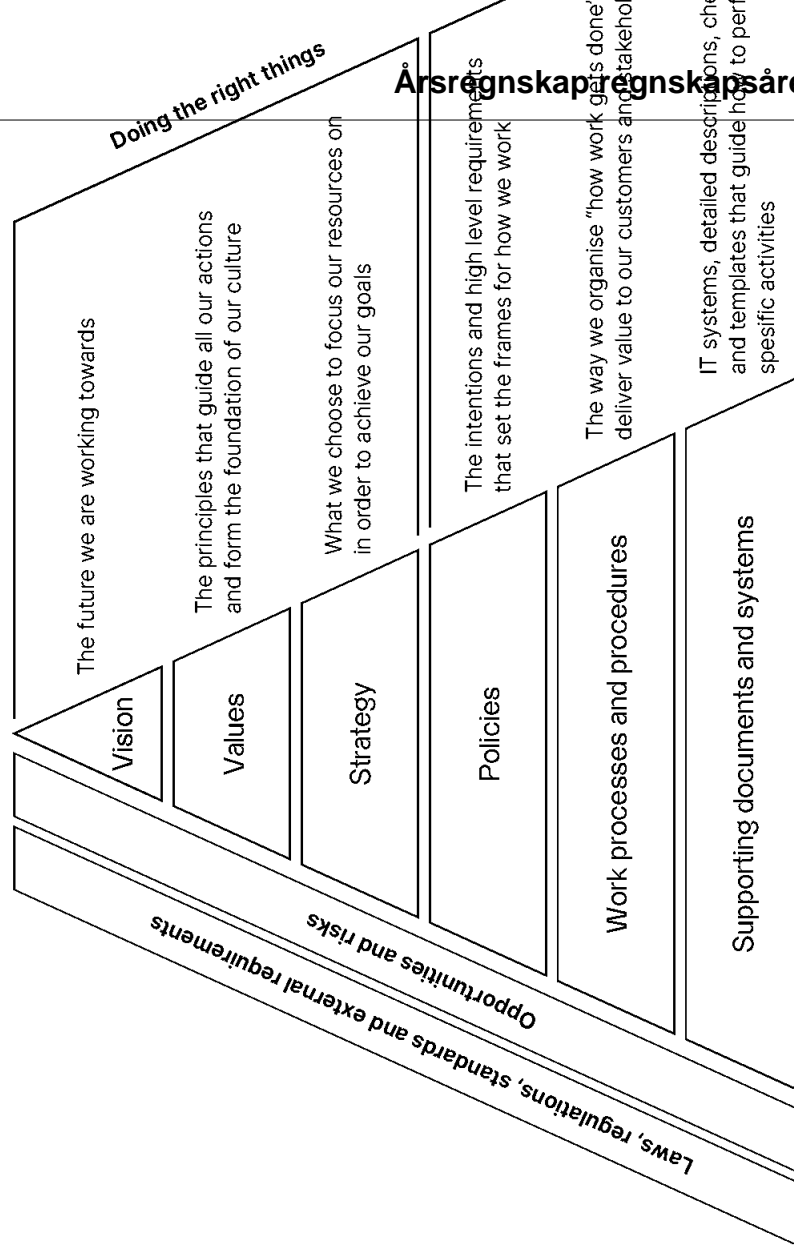 Årsregnskap regnskapsåre
Doing the right things
Vision
The future we are working towards
Values
The principles that guide all our actions
and form the foundation of our culture
Strategy
What we choose to focus our resources on
in order to achieve our goals
Policies
The intentions and high level requirements
that set the frames for how we work
Work processes and procedures
The way we organise “how work gets done”
deliver value to our customers and stakehol
Supporting documents and systems
IT systems, detailed descriptions, che
and templates that guide how to perf
spesific activities
Opportunities and risks
Laws, regulations, standards and external requirements